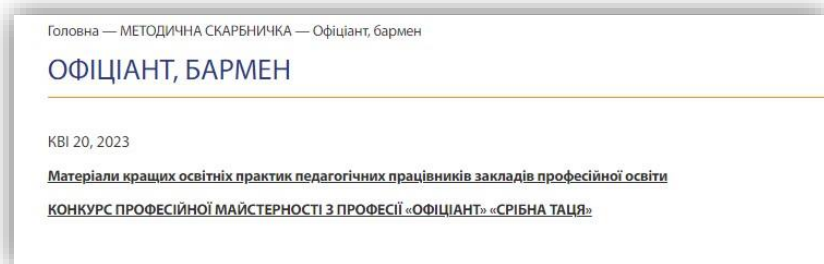 Головна — МЕТОДИЧНА СКАРБНИЧКА — Офіціант, бармен
ОФІЦІАНТ, БАРМЕН
КВІ 20, 2023
Матеріали кращих освітніх практик педагогічних працівників закладів професійної освіти
КОНКУРС ПРОФЕСІЙНОЇ МАЙСТЕРНОСТІ З ПРОФЕСІЇ «ОФІЦІАНТ» «СРІБНА ТАЦЯ»